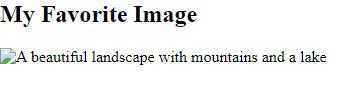 My Favorite Image
A beautiful landscape with mountains and a lake